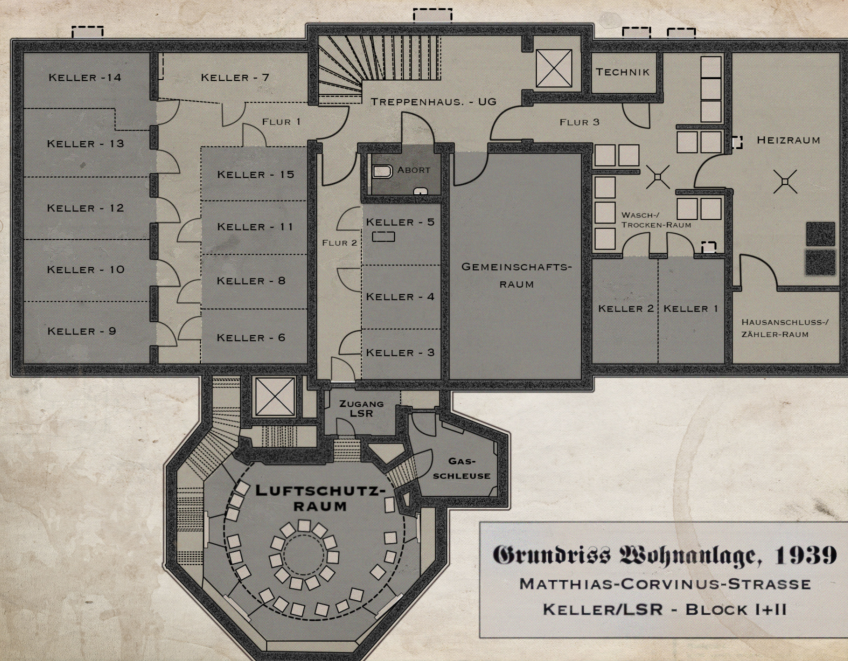 KELLER -14
KELLER - 7
TECHNIK
TREPPENHAUS. - UG
FLUR 1
FLUR 3
KELLER - 13
HEIZRAUM
ABORT
KELLER - 15
KELLER - 12
KELLER - 11
KELLER - 5
WASCH-/
TROCKEN-RAUM
FLUR 2
KELLER - 10
KELLER - 8
GEMEINSCHAFTS-
RAUM
KELLER - 4
KELLER 2
KELLER 1
KELLER - 9
KELLER - 6
KELLER - 3
HAUSANSCHLUSS-/
ZÄHLER-RAUM
ZUGANG
LSR
GAS-
SCHLEUSE
LUFTSCHUTZ-
RAUM
Grundriss Wohnanlage, 1939
MATTHIAS-CORVINUS-STRASSE
KELLER/LSR - BLOCK I+II